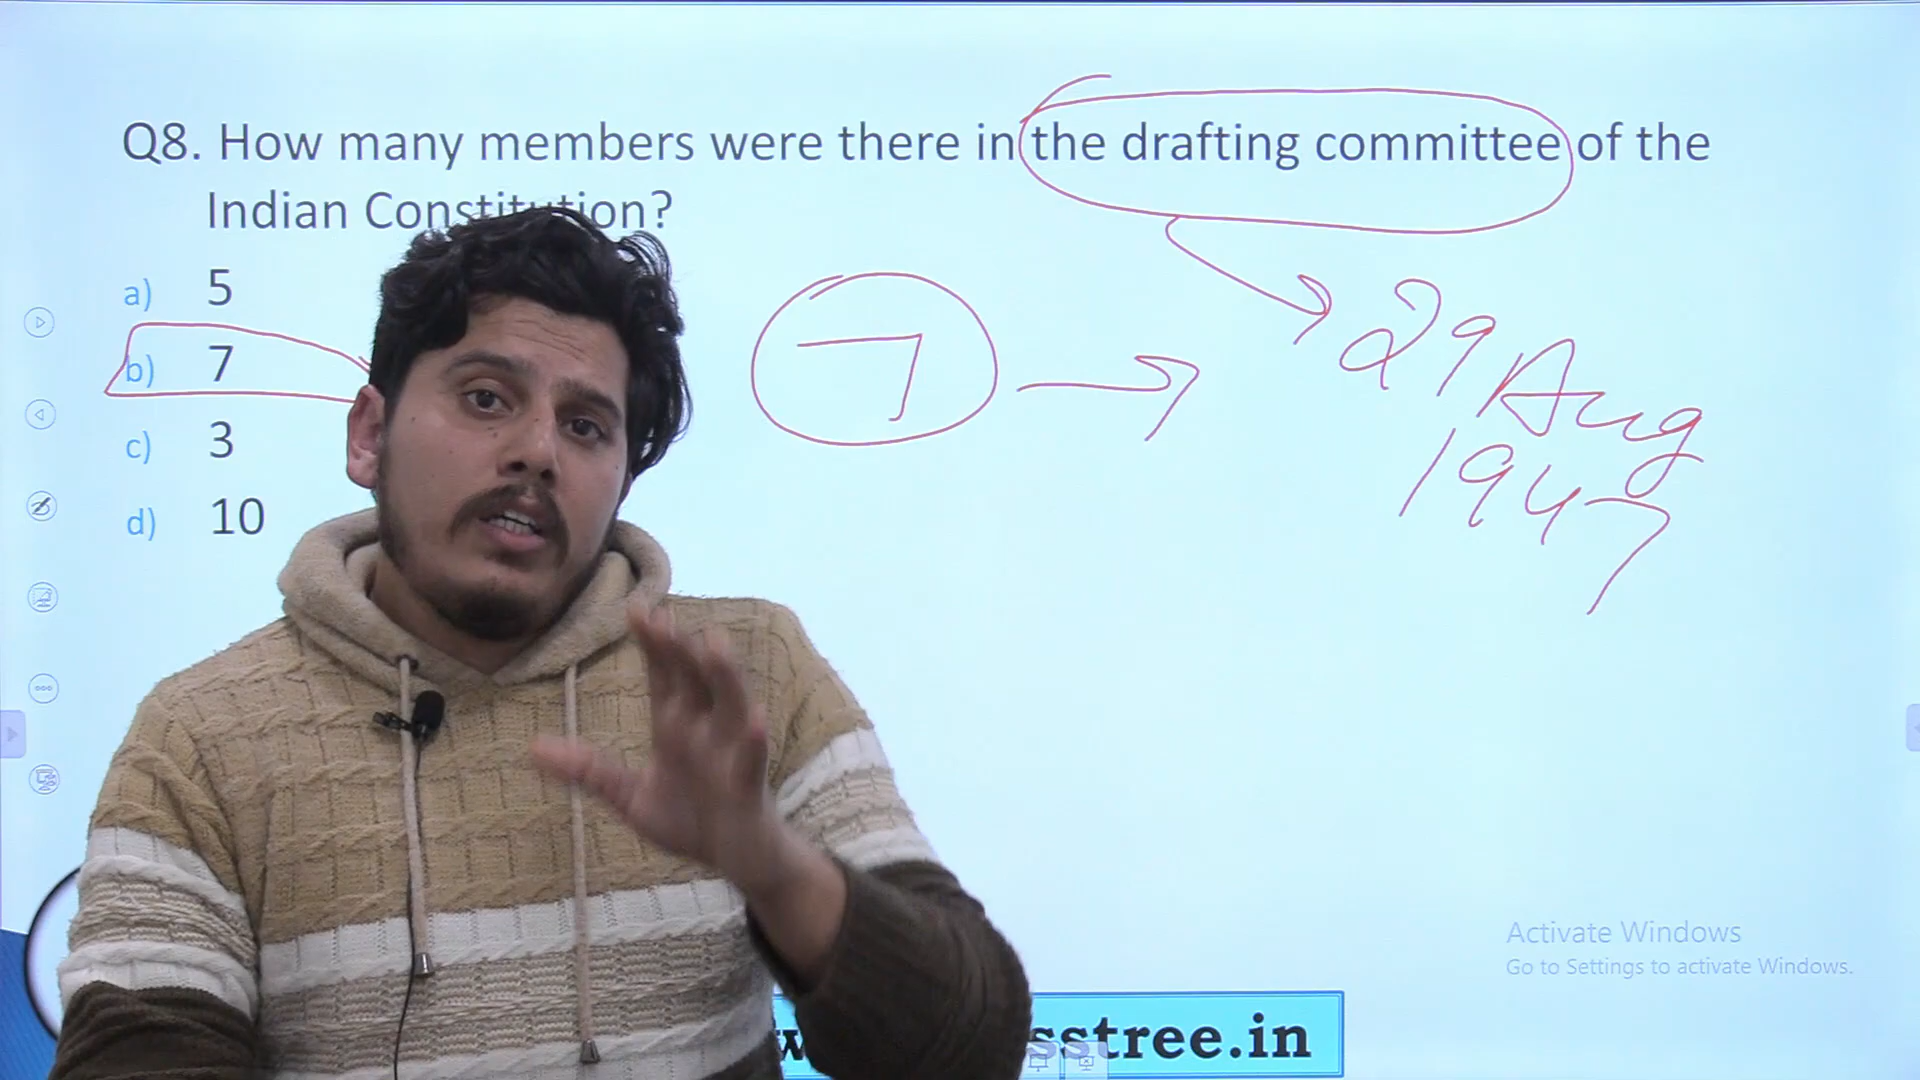 Q8. How many members were there in the drafting committee of the
Indian Constitution?
a) 5
b) 7
c) 3
d) 10
7
29 Aug
1947
Activate Windows
Go to Settings to activate Windows.
sstree.in